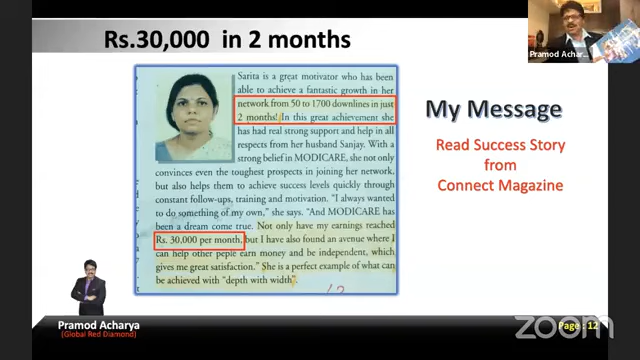 Rs.30,000 in 2 months
Pramod Achar...
Sarita is a great motivator who has been
able to achieve a fantastic growth in her
network from 50 to 1700 downlines in just
2 months! In this great achievement she
has had real strong support and help in all
respects from her husband Sanjay. With a
strong belief in MODICARE, she not only
convinces even the toughest prospects in joining her network,
but also helps them to achieve success levels quickly through
constant follow-ups, training and motivation. "I always wanted
to do something of my own," she says. "And MODICARE has
been a dream come true. Not only have my earnings reached
Rs. 30,000 per month, but I have also found an avenue where I
can help other peple earn money and be independent, which
gives me great satisfaction." She is a perfect example of what can
be achieved with "depth with width".
My Message
Read Success Story
from
Connect Magazine
Pramod Acharya
(Global Red Diamond)
Page : 12
zoom